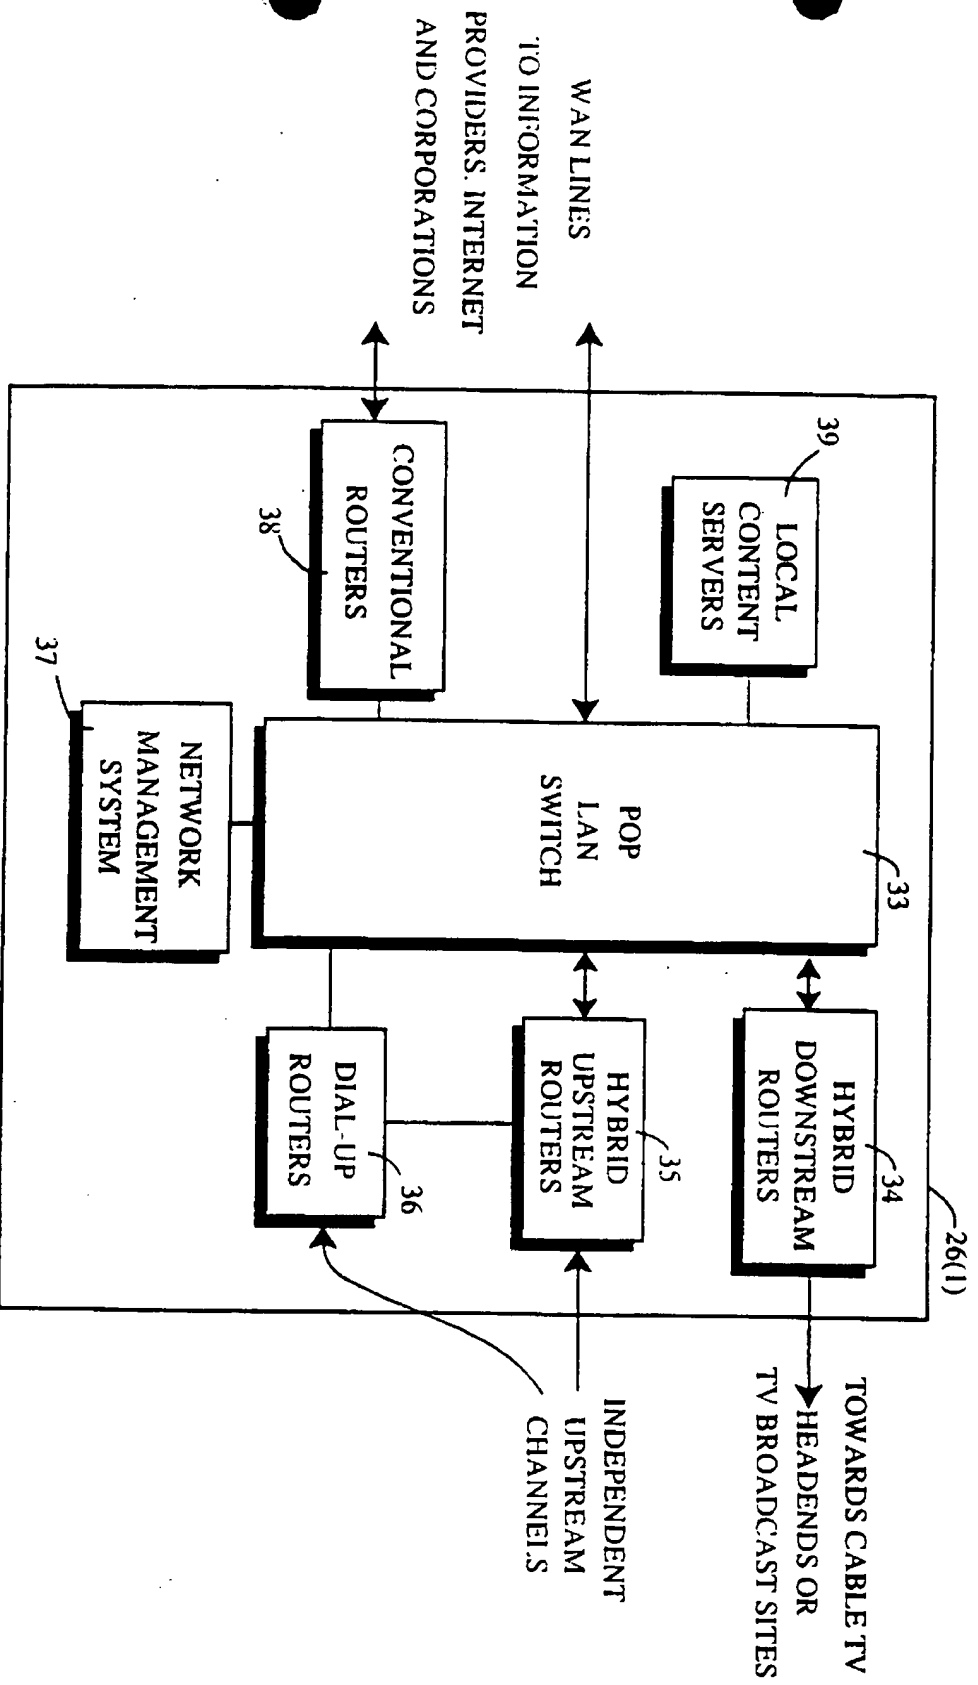 26(1)
39
LOCAL
CONTENT
SERVERS
33
POP
LAN
SWITCH
34
HYBRID
DOWNSTREAM
ROUTERS
TOWARDS CABLE TV
HEADENDS OR
TV BROADCAST SITES
WAN LINES
TO INFORMATION
PROVIDERS. INTERNET
AND CORPORATIONS
35
HYBRID
UPSTREAM
ROUTERS
INDEPENDENT
UPSTREAM
CHANNELS
CONVENTIONAL
ROUTERS
38
36
DIAL-UP
ROUTERS
37
NETWORK
MANAGEMENT
SYSTEM